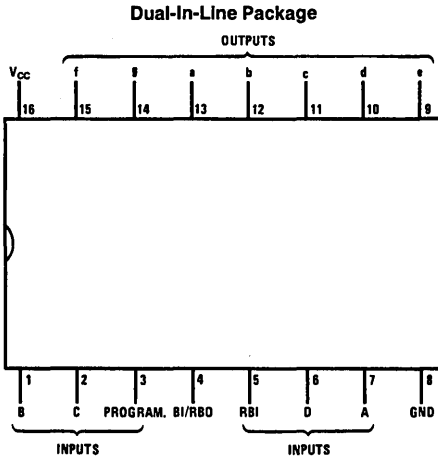 Dual-In-Line Package
OUTPUTS
VCC f g a b c d e
16 15 14 13 12 11 10 9
1 2 3 4 5 6 7 8
B C PROGRAM. BI/RBO RBI D A GND
INPUTS INPUTS